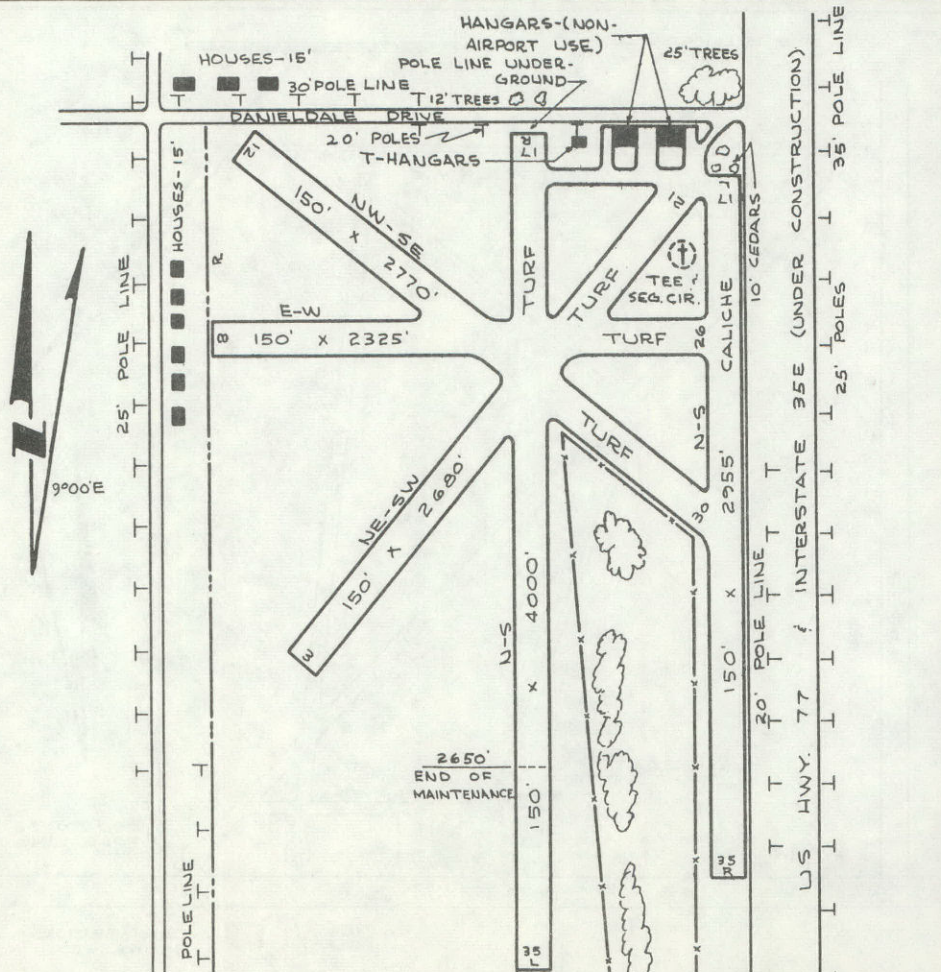 HANGARS-(NON-
AIRPORT USE)
25' TREES
HOUSES-15'
POLE LINE UNDER-
GROUND
30' POLE LINE
12' TREES
DANIELDALE DRIVE
20' POLES
T-HANGARS
17
R
17
L
12
150' x 2770'
NW-SE
HOUSES-15'
R
25' POLE LINE
TURF
21
TURF
TEE &
SEG. CIR.
10' CEDARS
CALICHE
E-W
8
150' x 2325'
TURF
26
TURF
N-S
30
9°00'E
NE-SW
150' x 2680'
3
N-S
150' x 4000'
150' x 2955'
20' POLE LINE
US HWY. 77 & INTERSTATE 35E (UNDER CONSTRUCTION)
35' POLE LINE
25' POLES
2650'
END OF
MAINTENANCE
POLE LINE
35
R
35
L